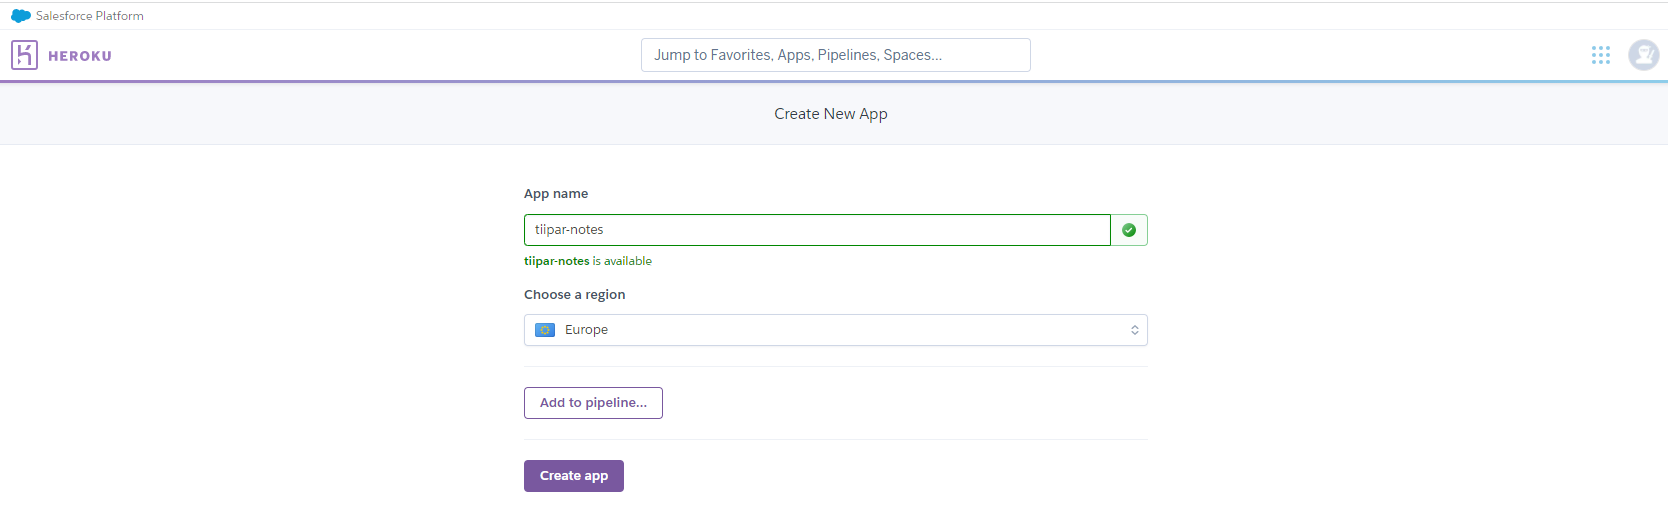 Salesforce Platform
HEROKU
Jump to Favorites, Apps, Pipelines, Spaces...
Create New App
App name
tiipar-notes
tiipar-notes is available
Choose a region
Europe
Add to pipeline...
Create app